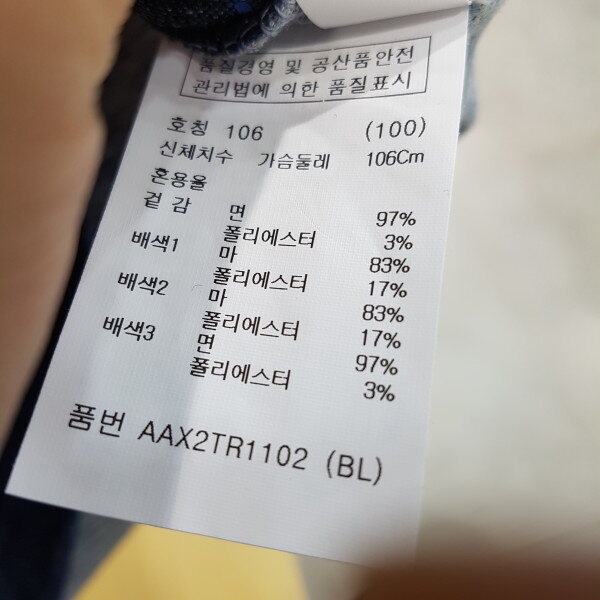 품질경영 및 공산품안전
관리법에 의한 품질표시
호칭 106 (100)
신체치수 가슴둘레 106Cm
혼용율
겉감 면 97%
폴리에스터 3%
배색1 마 83%
폴리에스터 17%
배색2 마 83%
폴리에스터 17%
배색3 면 97%
폴리에스터 3%
품번 AAX2TR1102 (BL)